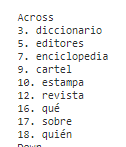 Across
3. diccionario
5. editores
7. enciclopedia
9. cartel
10. estampa
12. revista
16. qué
17. sobre
18. quién